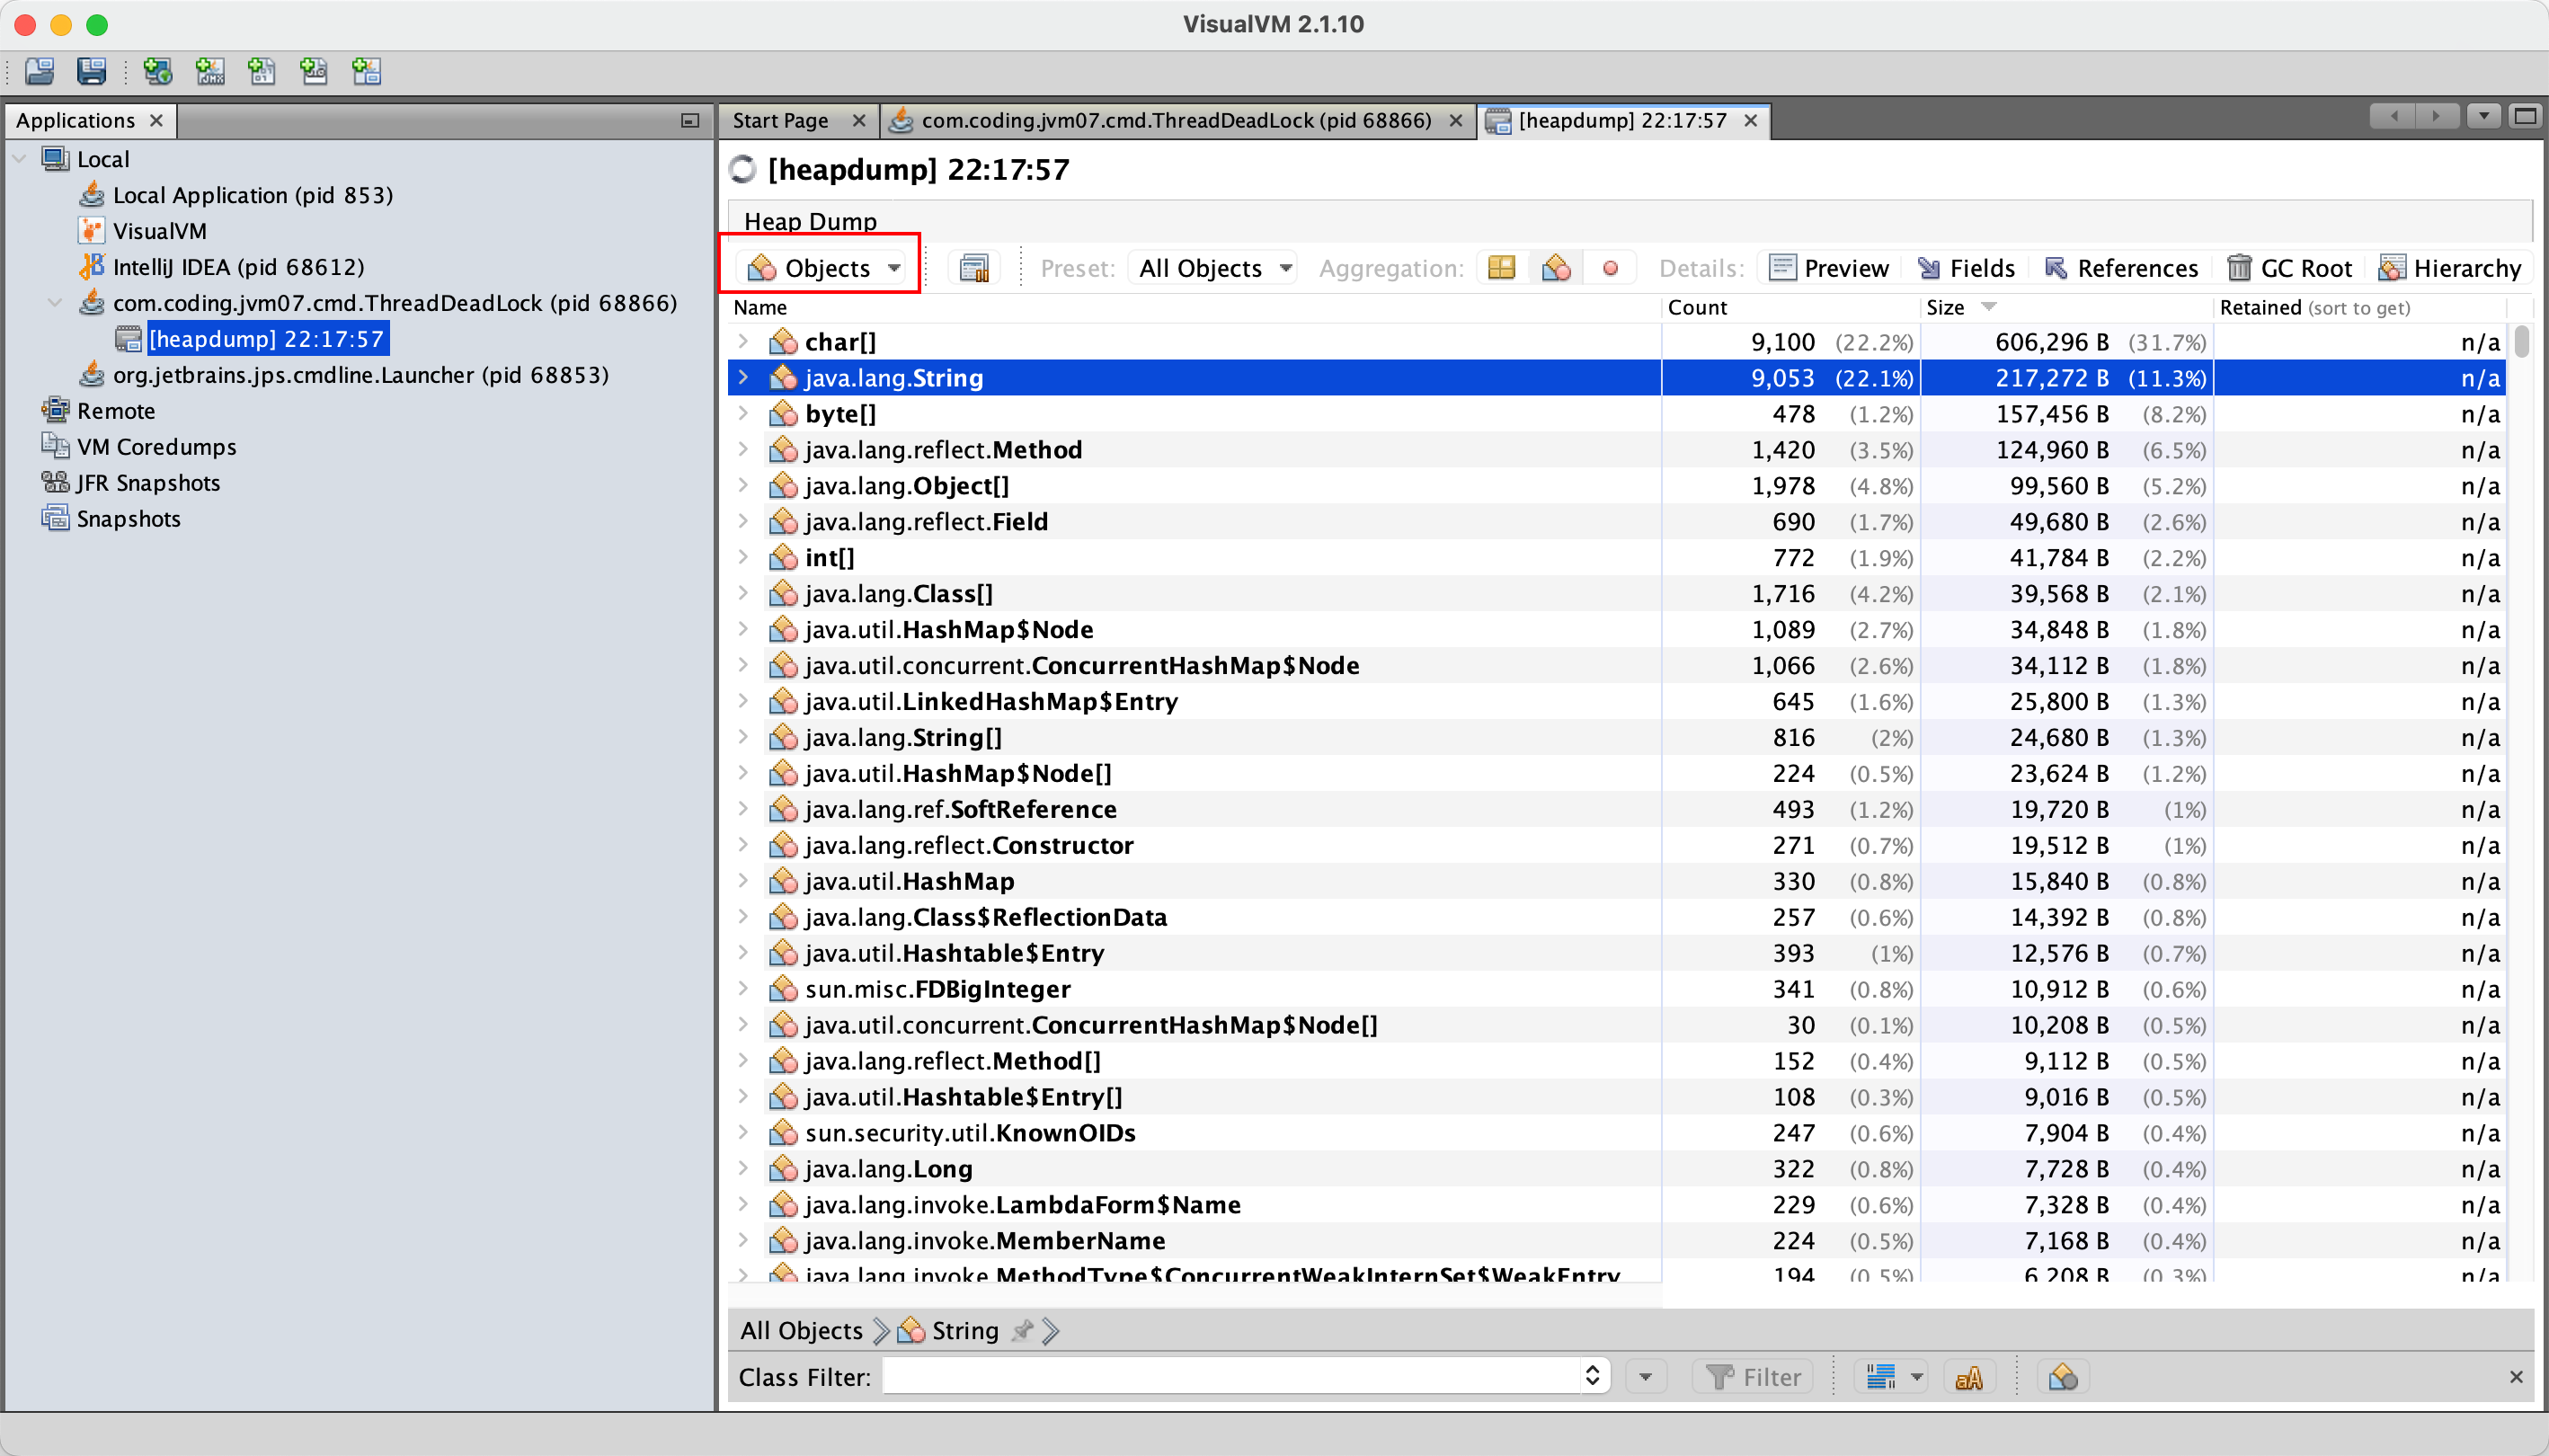 VisualVM 2.1.10
Applications
Start Page
com.coding.jvm07.cmd.ThreadDeadLock (pid 68866)
[heapdump] 22:17:57
Local
Local Application (pid 853)
VisualVM
IntelliJ IDEA (pid 68612)
com.coding.jvm07.cmd.ThreadDeadLock (pid 68866)
[heapdump] 22:17:57
org.jetbrains.jps.cmdline.Launcher (pid 68853)
Remote
VM Coredumps
JFR Snapshots
Snapshots
[heapdump] 22:17:57
Heap Dump
Objects Preset: All Objects Aggregation: Details: Preview Fields References GC Root Hierarchy
Name Count Size Retained (sort to get)
char[] 9,100 (22.2%) 606,296 B (31.7%) n/a
java.lang.String 9,053 (22.1%) 217,272 B (11.3%) n/a
byte[] 478 (1.2%) 157,456 B (8.2%) n/a
java.lang.reflect.Method 1,420 (3.5%) 124,960 B (6.5%) n/a
java.lang.Object[] 1,978 (4.8%) 99,560 B (5.2%) n/a
java.lang.reflect.Field 690 (1.7%) 49,680 B (2.6%) n/a
int[] 772 (1.9%) 41,784 B (2.2%) n/a
java.lang.Class[] 1,716 (4.2%) 39,568 B (2.1%) n/a
java.util.HashMap$Node 1,089 (2.7%) 34,848 B (1.8%) n/a
java.util.concurrent.ConcurrentHashMap$Node 1,066 (2.6%) 34,112 B (1.8%) n/a
java.util.LinkedHashMap$Entry 645 (1.6%) 25,800 B (1.3%) n/a
java.lang.String[] 816 (2%) 24,680 B (1.3%) n/a
java.util.HashMap$Node[] 224 (0.5%) 23,624 B (1.2%) n/a
java.lang.ref.SoftReference 493 (1.2%) 19,720 B (1%) n/a
java.lang.reflect.Constructor 271 (0.7%) 19,512 B (1%) n/a
java.util.HashMap 330 (0.8%) 15,840 B (0.8%) n/a
java.lang.Class$ReflectionData 257 (0.6%) 14,392 B (0.8%) n/a
java.util.Hashtable$Entry 393 (1%) 12,576 B (0.7%) n/a
sun.misc.FDBigInteger 341 (0.8%) 10,912 B (0.6%) n/a
java.util.concurrent.ConcurrentHashMap$Node[] 30 (0.1%) 10,208 B (0.5%) n/a
java.lang.reflect.Method[] 152 (0.4%) 9,112 B (0.5%) n/a
java.util.Hashtable$Entry[] 108 (0.3%) 9,016 B (0.5%) n/a
sun.security.util.KnownOIDs 247 (0.6%) 7,904 B (0.4%) n/a
java.lang.Long 322 (0.8%) 7,728 B (0.4%) n/a
java.lang.invoke.LambdaForm$Name 229 (0.6%) 7,328 B (0.4%) n/a
java.lang.invoke.MemberName 224 (0.5%) 7,168 B (0.4%) n/a
java.lang.invoke.MethodType$ConcurrentWeakInternSet$WeakEntry 194 (0.5%) 6,208 B (0.3%) n/a
All Objects String
Class Filter: Filter